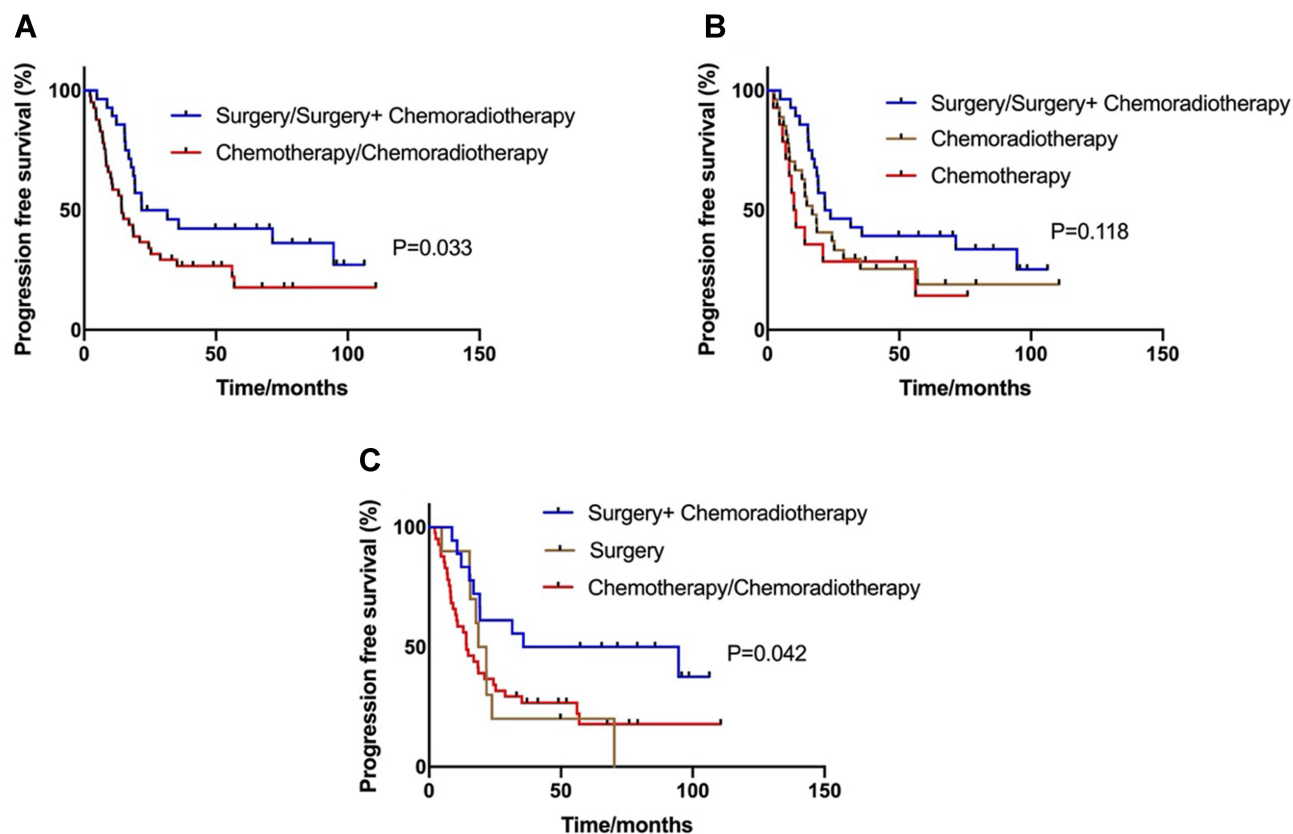 A
Progression free survival (%)
100
50
0
Surgery/Surgery+ Chemoradiotherapy
Chemotherapy/Chemoradiotherapy
P=0.033
0 50 100 150
Time/months
B
Progression free survival (%)
100
50
0
Surgery/Surgery+ Chemoradiotherapy
Chemoradiotherapy
Chemotherapy
P=0.118
0 50 100 150
Time/months
C
Progression free survival (%)
100
50
0
Surgery+ Chemoradiotherapy
Surgery
Chemotherapy/Chemoradiotherapy
P=0.042
0 50 100 150
Time/months